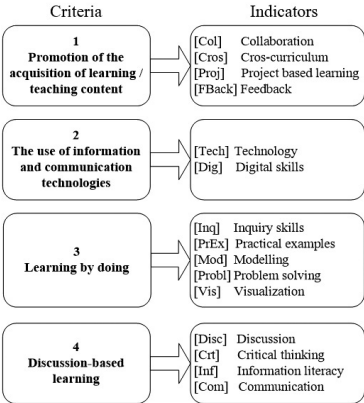 Criteria
Indicators
1
Promotion of the
acquisition of learning /
teaching content
[Col] Collaboration
[Cros] Cros-curriculum
[Proj] Project based learning
[FBack] Feedback
2
The use of information
and communication
technologies
[Tech] Technology
[Dig] Digital skills
3
Learning by doing
[Inq] Inquiry skills
[PrEx] Practical examples
[Mod] Modelling
[Probl] Problem solving
[Vis] Visualization
4
Discussion-based
learning
[Disc] Discussion
[Crt] Critical thinking
[Inf] Information literacy
[Com] Communication